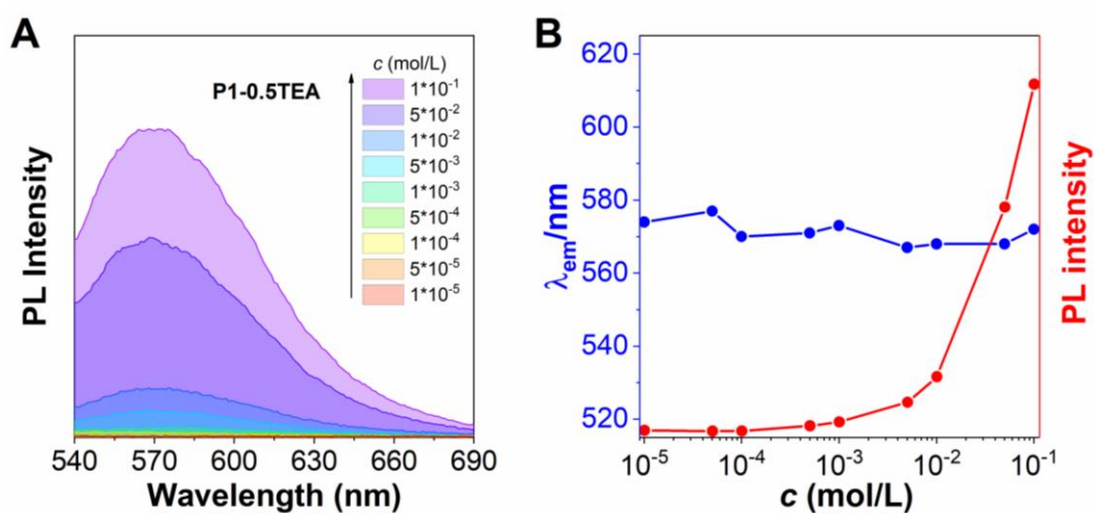 A
P1-0.5TEA
c (mol/L)
1*10⁻¹
5*10⁻²
1*10⁻²
5*10⁻³
1*10⁻³
5*10⁻⁴
1*10⁻⁴
5*10⁻⁵
1*10⁻⁵
PL Intensity
540 570 600 630 660 690
Wavelength (nm)
B
620
600
580
560
540
520
λem/nm
PL intensity
10⁻⁵ 10⁻⁴ 10⁻³ 10⁻² 10⁻¹
c (mol/L)